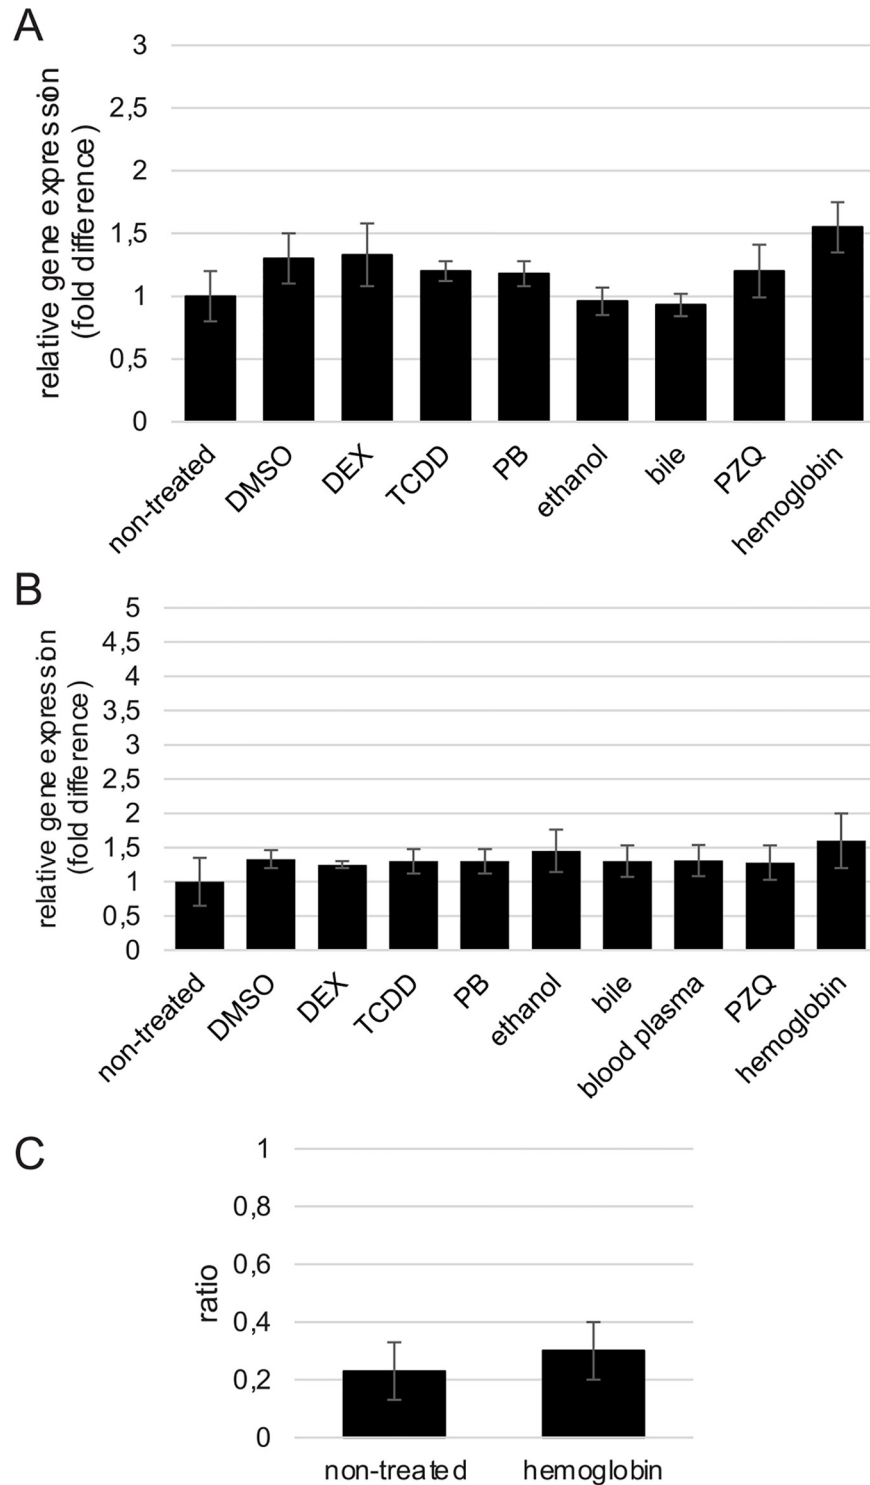 A
relative gene expression
(fold difference)
3
2,5
2
1,5
1
0,5
0
non-treated
DMSO
DEX
TCDD
PB
ethanol
bile
PZQ
hemoglobin
B
relative gene expression
(fold difference)
5
4,5
4
3,5
3
2,5
2
1,5
1
0,5
0
non-treated
DMSO
DEX
TCDD
PB
ethanol
bile
blood plasma
PZQ
hemoglobin
C
ratio
1
0,8
0,6
0,4
0,2
0
non-treated
hemoglobin